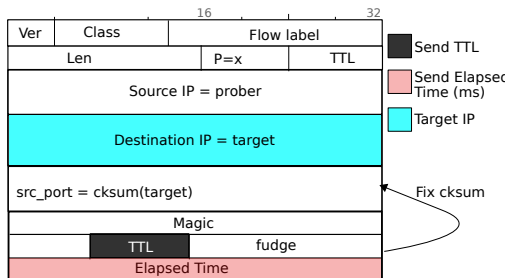 16 32
Ver Class Flow label
Len P=x TTL
Source IP = prober
Destination IP = target
src_port = cksum(target)
Magic
TTL fudge
Elapsed Time
Send TTL
Send Elapsed
Time (ms)
Target IP
Fix cksum